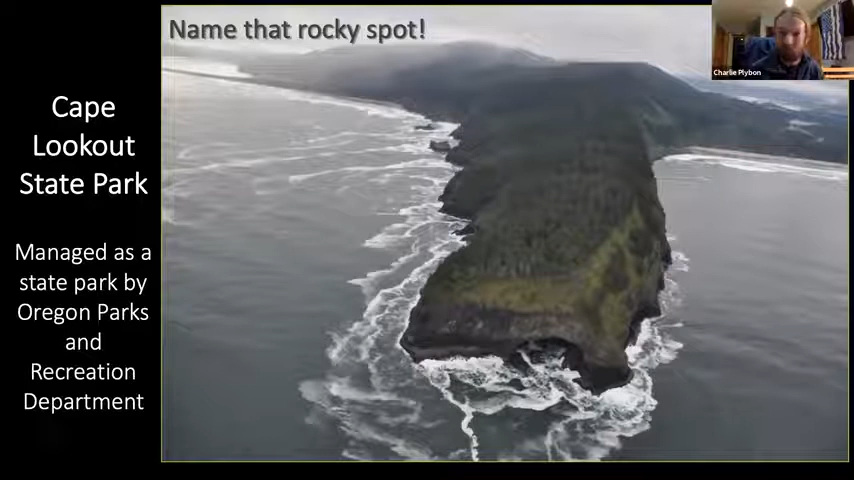 Name that rocky spot!
Charlie Plybon
Cape
Lookout
State Park
Managed as a
state park by
Oregon Parks
and
Recreation
Department